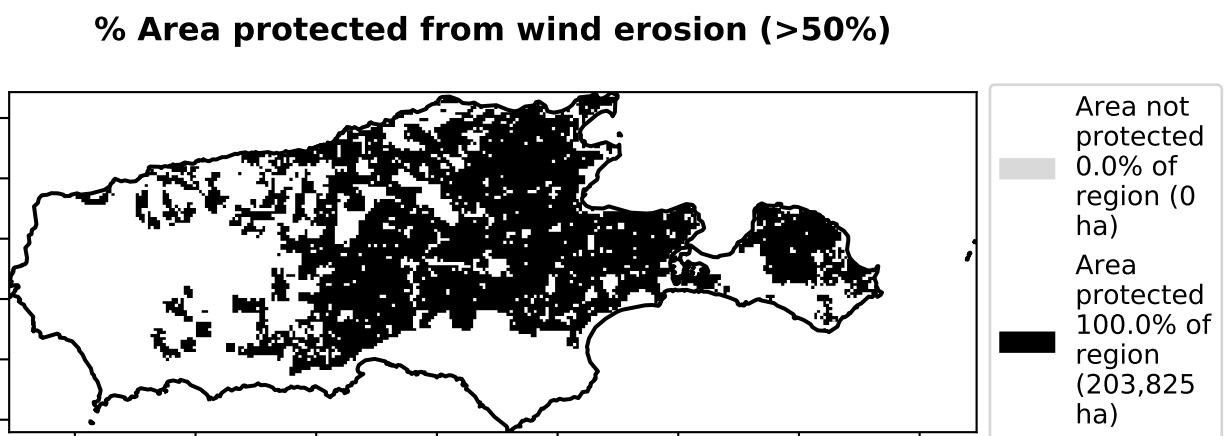 % Area protected from wind erosion (>50%)
Area not
protected
0.0% of
region (0
ha)
Area
protected
100.0% of
region
(203,825
ha)